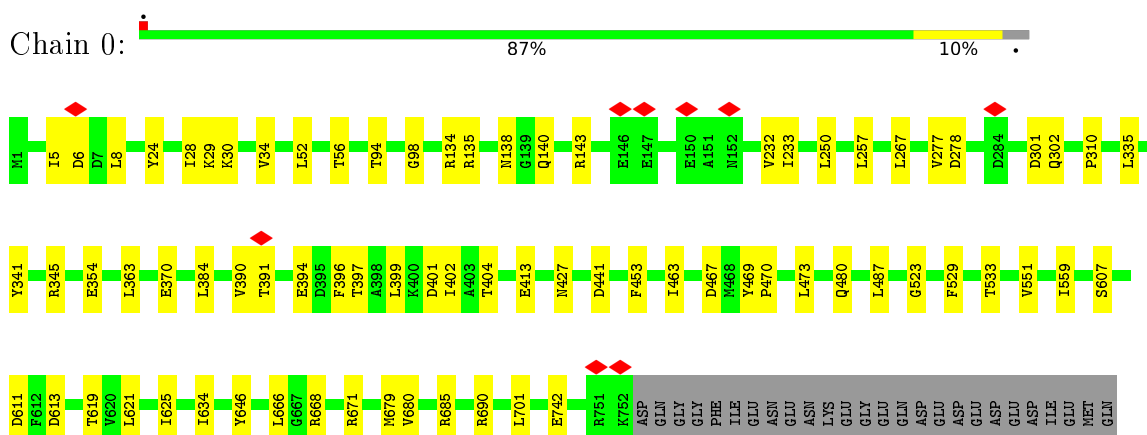 Chain 0:
87%
10%
M1 I5 D6 D7 L8 Y24 I28 K29 K30 V34 L52 T56 T94 G98 R134 R135 N138 G139 Q140 R143 E146 E147 E150 A151 N152 V232 I233 L250 L257 L267 V277 D278 D284 D301 Q302 P310 L335
Y341 R345 E354 L363 E370 L384 V390 T391 E394 D395 F396 T397 A398 L399 K400 D401 I402 A403 T404 E413 N427 D441 F453 I463 D467 M468 Y469 P470 L473 Q480 L487 G523 F529 T533 V551 I559 S607
D611 F612 D613 T619 V620 L621 I625 I634 Y646 L666 G667 R668 R671 M679 V680 R685 R690 L701 E742 R751 K752 ASP GLN GLY GLY PHE ILE GLU ASN GLU ASN LYS GLU GLY GLU GLN ASP GLU ASP GLU ASP GLU ASP ILE GLU MET GLN